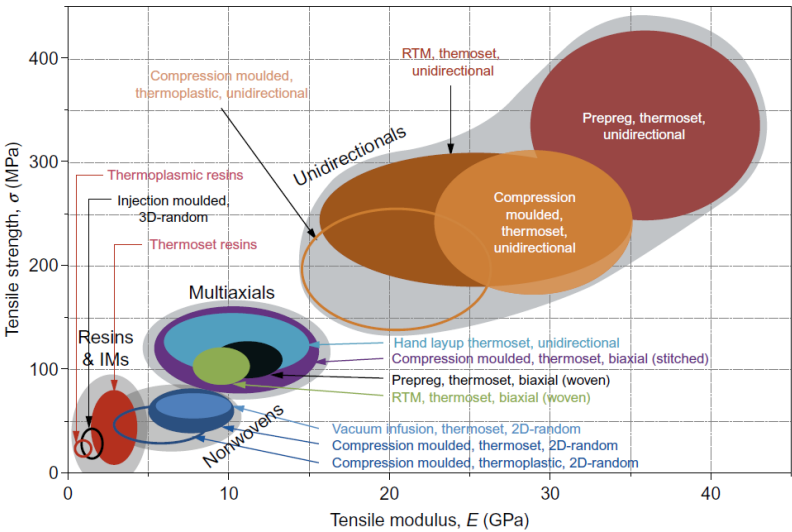 Tensile strength, σ (MPa)
400
300
200
100
0
0
10
20
30
40
Tensile modulus, E (GPa)
RTM, themoset,
unidirectional
Compression moulded,
thermoplastic, unidirectional
Unidirectionals
Prepreg, thermoset,
unidirectional
Compression
moulded,
thermoset,
unidirectional
Thermoplasmic resins
Injection moulded,
3D-random
Thermoset resins
Multiaxials
Resins
& IMs
Hand layup thermoset, unidirectional
Compression moulded, thermoset, biaxial (stitched)
Prepreg, thermoset, biaxial (woven)
RTM, thermoset, biaxial (woven)
Nonwovens
Vacuum infusion, thermoset, 2D-random
Compression moulded, thermoset, 2D-random
Compression moulded, thermoplastic, 2D-random